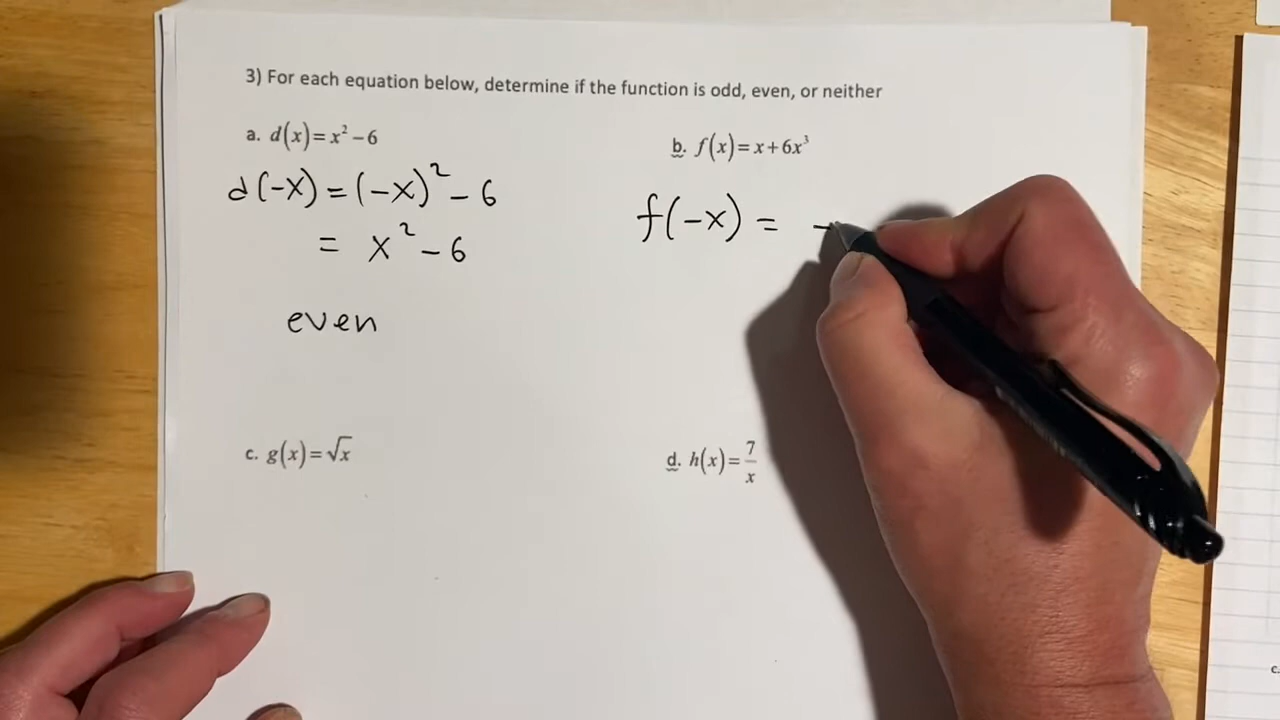 3) For each equation below, determine if the function is odd, even, or neither
a. d(x)=x²−6
d(-x) = (-x)² - 6
= x² - 6
even
b. f(x)=x+6x³
f(-x) = -
c. g(x)=√x
d. h(x)=7/x
c.